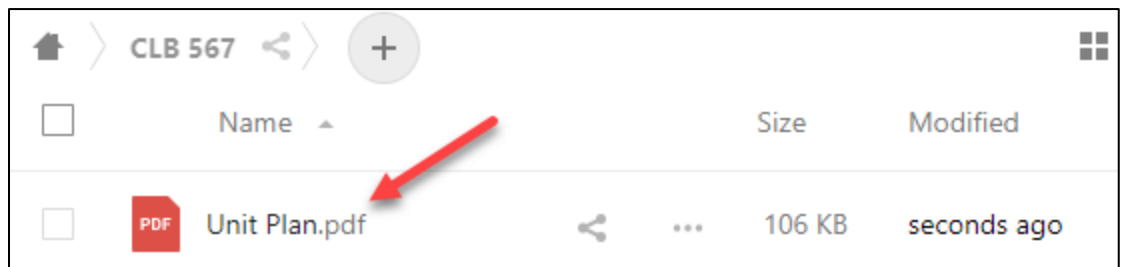 CLB 567
Name Size Modified
PDF Unit Plan.pdf 106 KB seconds ago